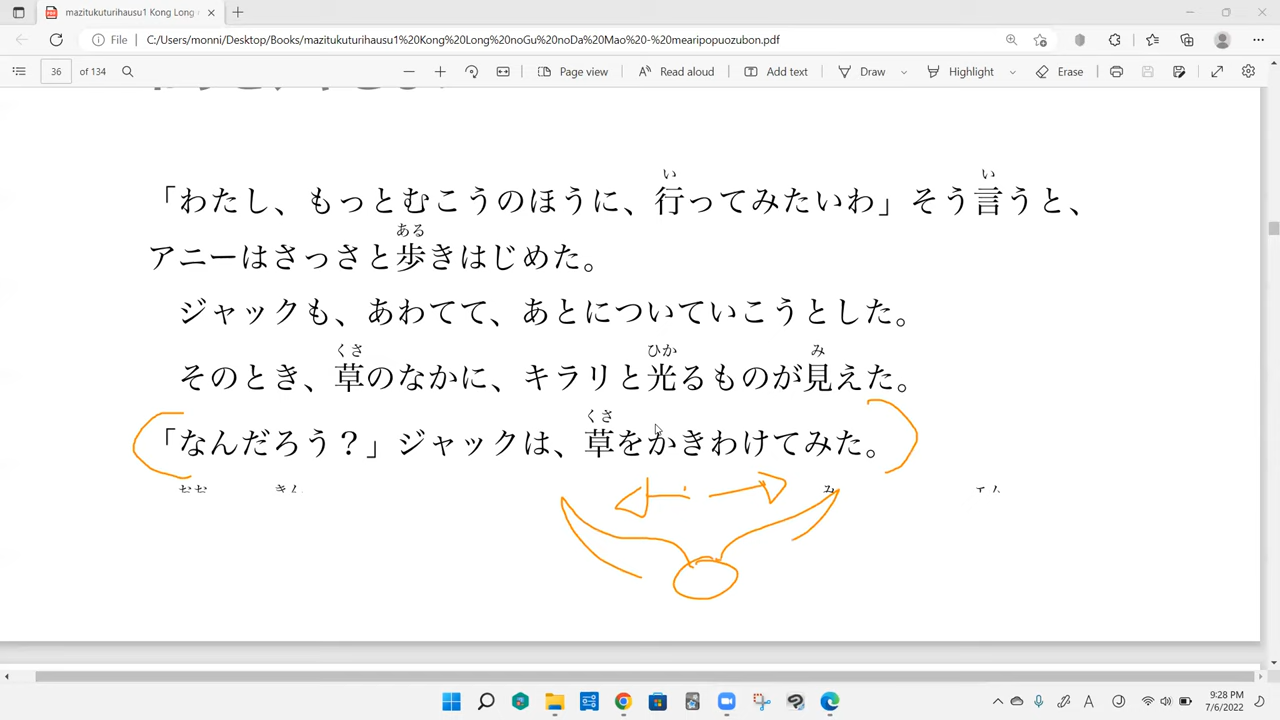 mazitukuturihausu1 Kong Long
File
C:/Users/monni/Desktop/Books/mazitukuturihausu1%20Kong%20Long%20noGu%20noDa%20Mao%20-%20mearipopuozubon.pdf
36 of 134
Page view
Read aloud
Add text
Draw
Highlight
Erase
「わたし、もっとむこうのほうに、行ってみたいわ」そう言うと、
い
い
アニーはさっさと歩きはじめた。
ある
ジャックも、あわてて、あとについていこうとした。
そのとき、草のなかに、キラリと光るものが見えた。
くさ
ひか
み
「なんだろう？」ジャックは、草をかきわけてみた。
くさ
9:28 PM
7/6/2022